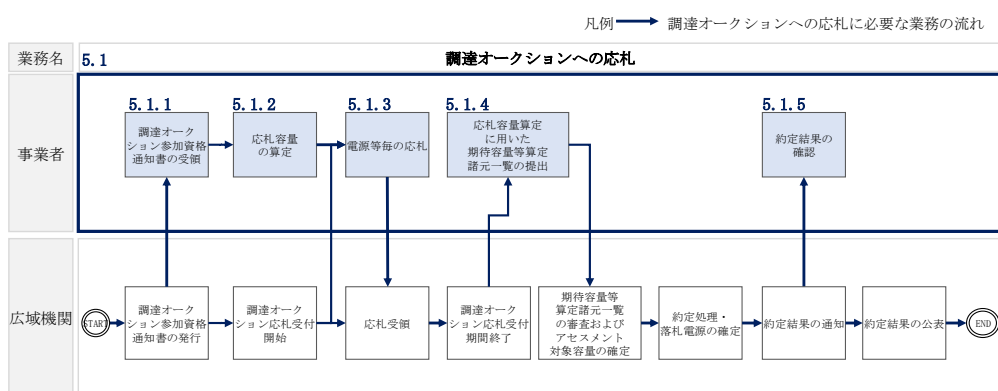 凡例 調達オークションへの応札に必要な業務の流れ
業務名
5.1
調達オークションへの応札
事業者
5.1.1
調達オーク
ション参加資格
通知書の受領
5.1.2
応札容量
の算定
5.1.3
電源等毎の応札
5.1.4
応札容量算定
に用いた
期待容量等算定
諸元一覧の提出
5.1.5
約定結果の
確認
広域機関
START
調達オーク
ション参加資格
通知書の発行
調達オーク
ション応札受付
開始
応札受領
調達オーク
ション応札受付
期間終了
期待容量等
算定諸元一覧
の審査および
アセスメント
対象容量の確定
約定処理・
落札電源の確定
約定結果の通知
約定結果の公表
END